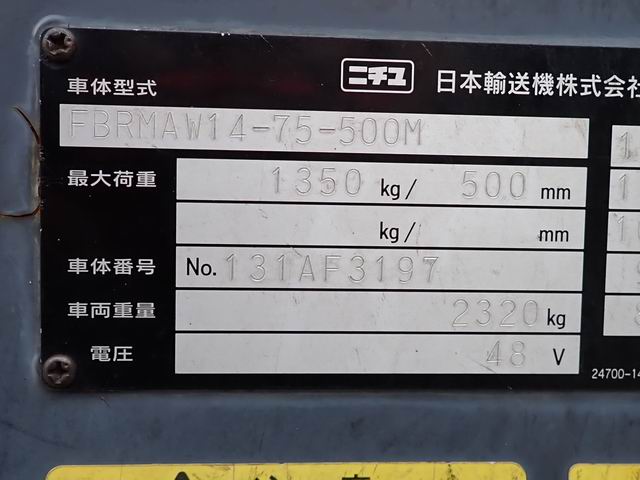 ニチユ 日本輸送機株式会社
車体型式
FBRMAW14-75-500M
最大荷重 1350 kg/ 500 mm
kg/ mm
車体番号 No. 131AF3197
車両重量 2320 kg
電圧 48 V
24700-14